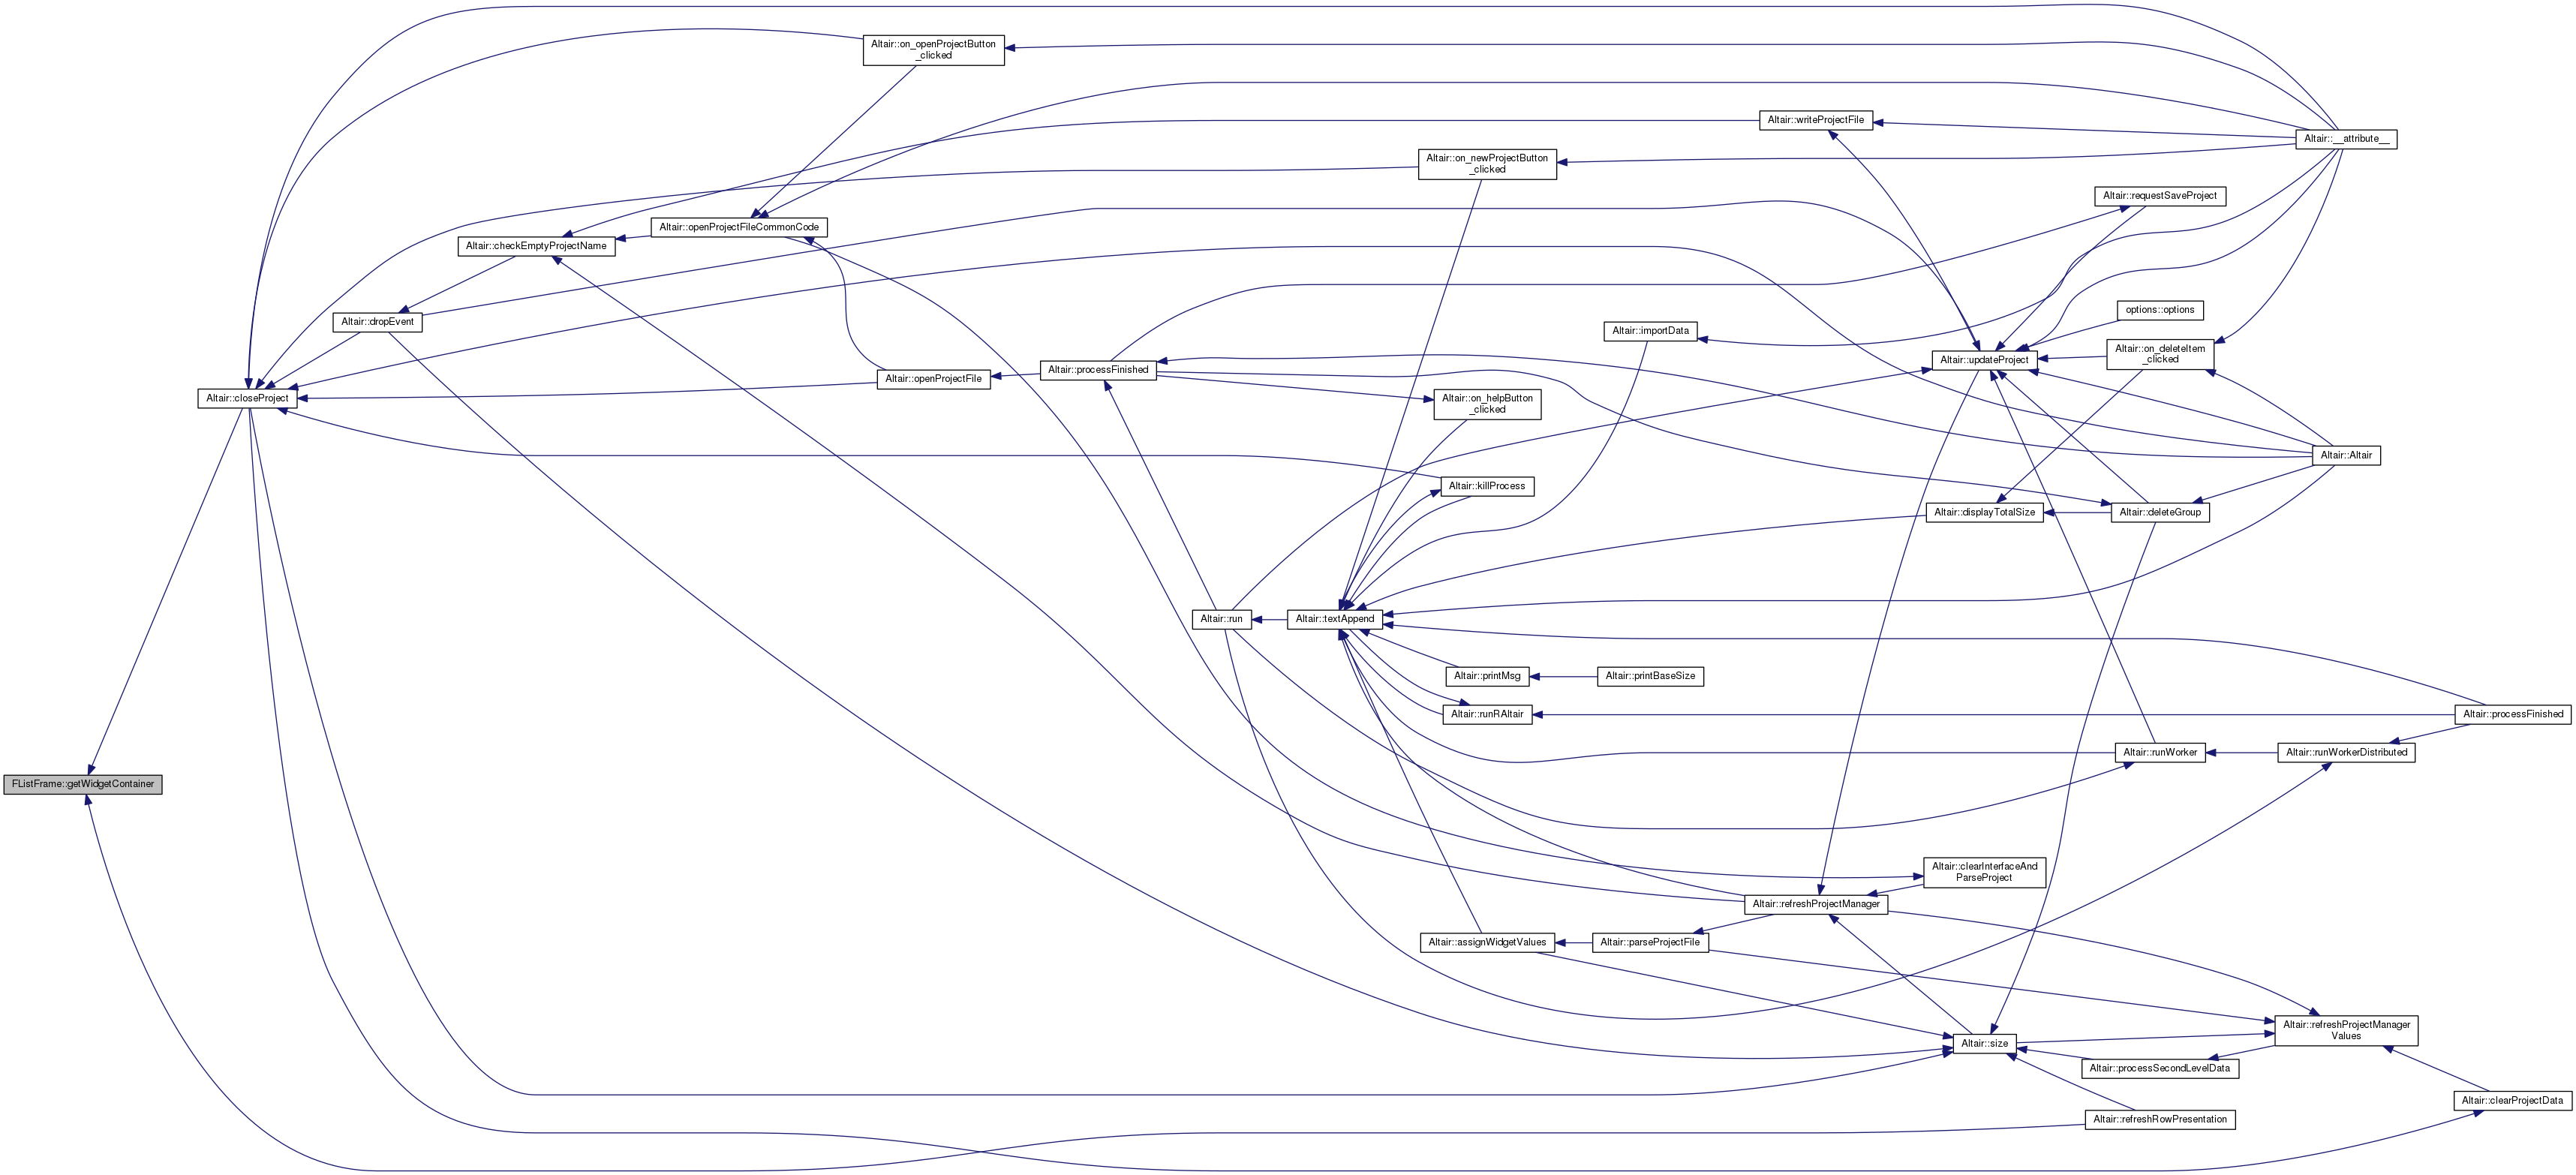 Altair::on_openProjectButton
_clicked
Altair::writeProjectFile
Altair::__attribute__
Altair::on_newProjectButton
_clicked
Altair::requestSaveProject
Altair::openProjectFileCommonCode
Altair::checkEmptyProjectName
options::options
Altair::dropEvent
Altair::importData
Altair::on_deleteItem
_clicked
Altair::updateProject
Altair::processFinished
Altair::openProjectFile
Altair::closeProject
Altair::on_helpButton
_clicked
Altair::Altair
Altair::killProcess
Altair::displayTotalSize
Altair::deleteGroup
Altair::run
Altair::textAppend
Altair::printMsg
Altair::printBaseSize
Altair::runRAltair
Altair::processFinished
Altair::runWorker
Altair::runWorkerDistributed
FListFrame::getWidgetContainer
Altair::clearInterfaceAnd
ParseProject
Altair::refreshProjectManager
Altair::assignWidgetValues
Altair::parseProjectFile
Altair::refreshProjectManager
Values
Altair::size
Altair::processSecondLevelData
Altair::clearProjectData
Altair::refreshRowPresentation